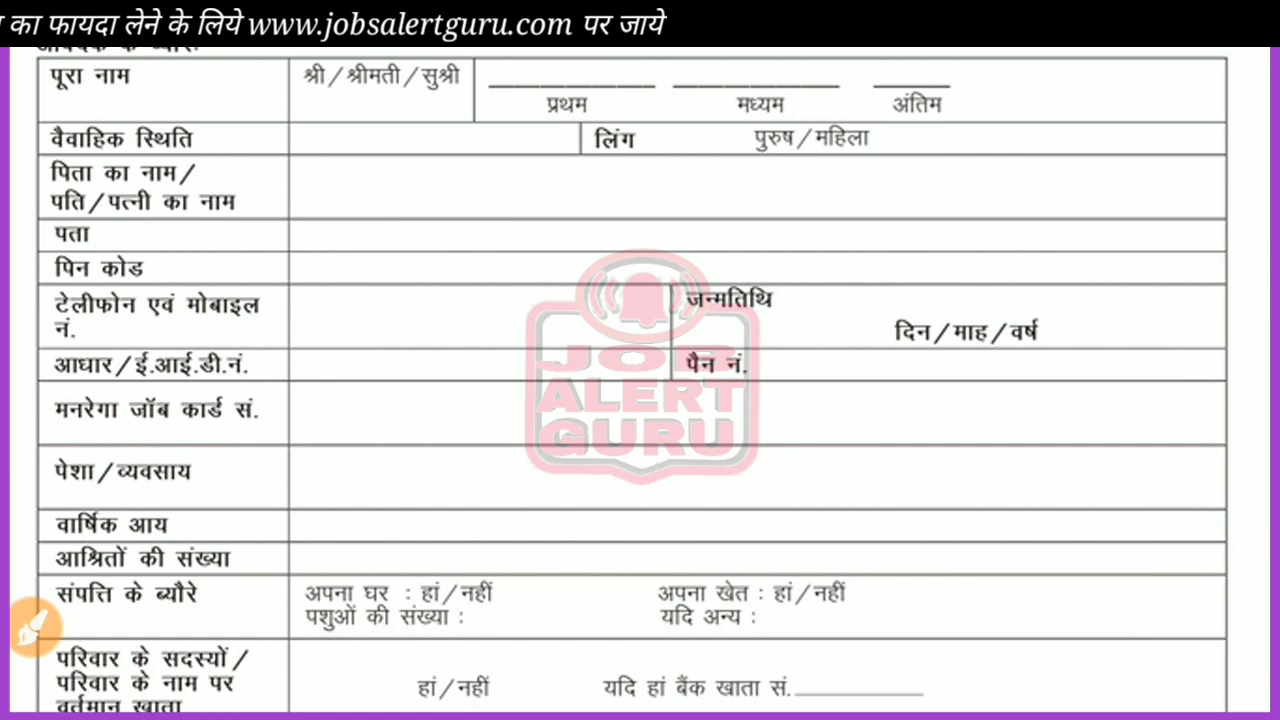 का फायदा लेने के लिये www.jobsalertguru.com पर जाये
पूरा नाम श्री/श्रीमती/सुश्री
प्रथम मध्यम अंतिम
वैवाहिक स्थिति लिंग पुरुष/महिला
पिता का नाम/
पति/पत्नी का नाम
पता
पिन कोड
टेलीफोन एवं मोबाइल जन्मतिथि
नं. दिन/माह/वर्ष
आधार/ई.आई.डी.नं. पैन नं.
मनरेगा जॉब कार्ड सं.
पेशा/व्यवसाय
वार्षिक आय
आश्रितों की संख्या
संपत्ति के ब्यौरे अपना घर : हां/नहीं अपना खेत : हां/नहीं
पशुओं की संख्या : यदि अन्य :
परिवार के सदस्यों/
परिवार के नाम पर हां/नहीं यदि हां बैंक खाता सं.
वर्तमान खाता
JOB
ALERT
GURU